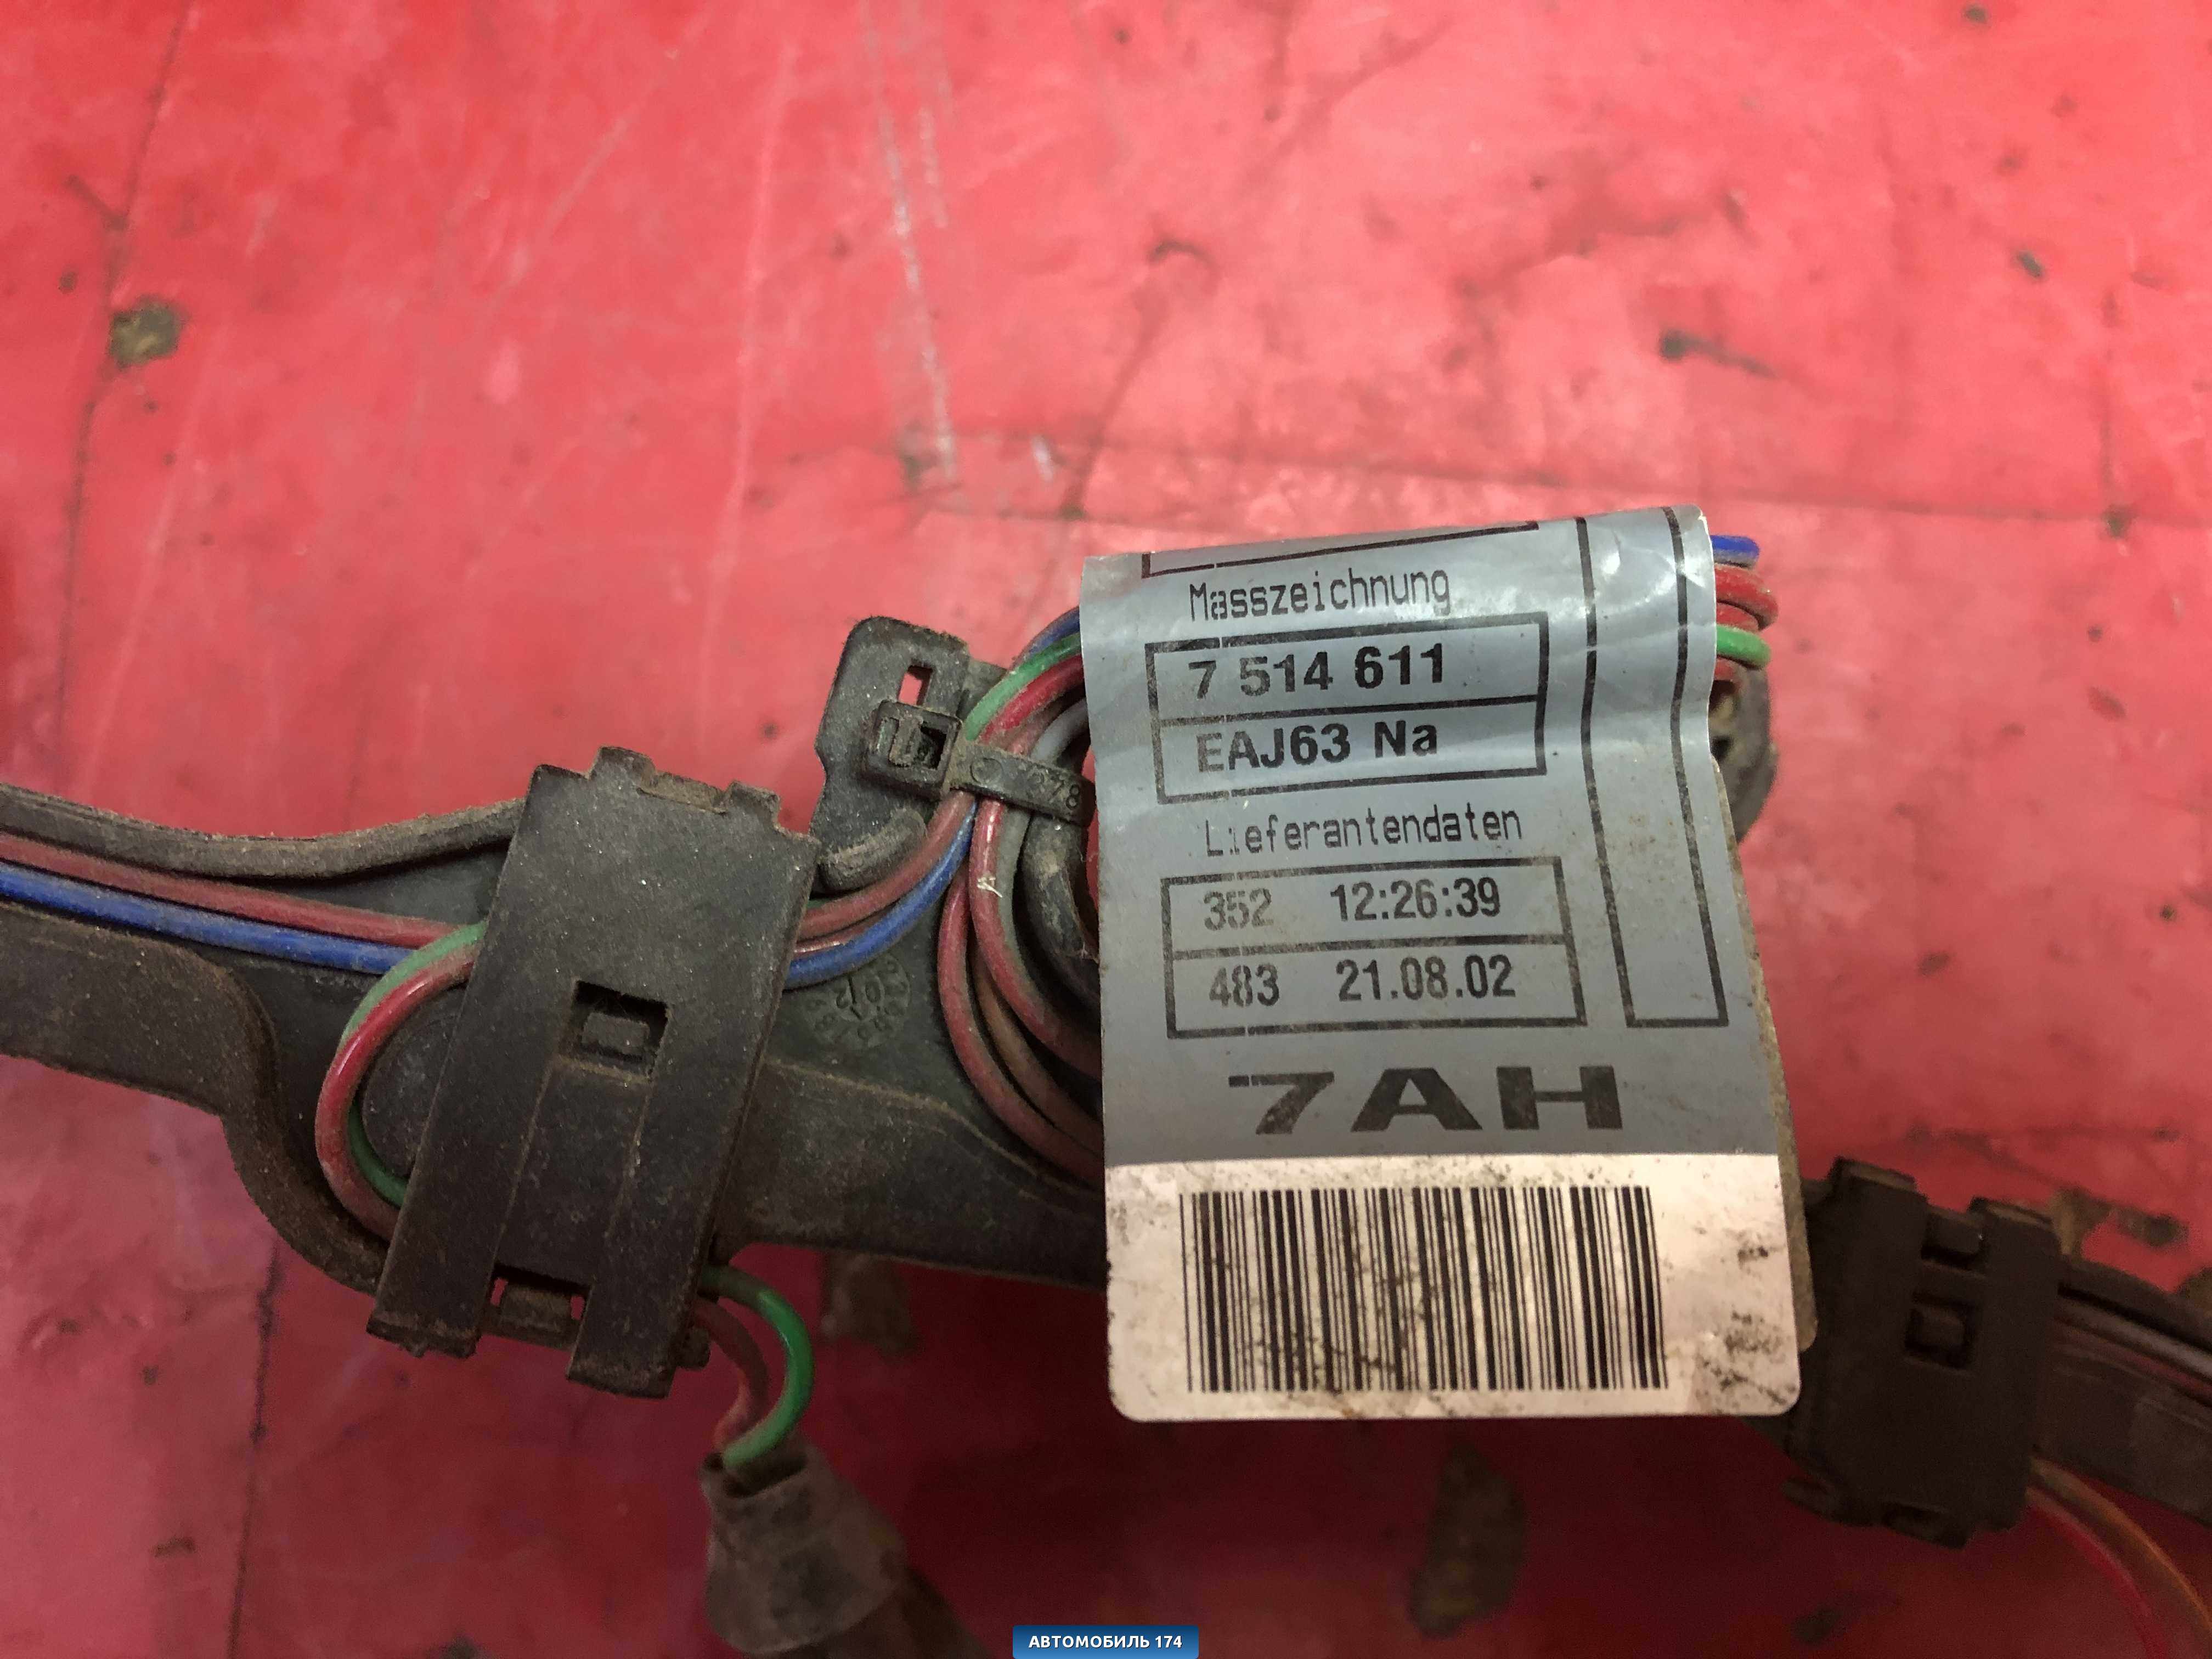 Masszeichnung
7 514 611
EAJ63 Na
Lieferantendaten
352 12:26:39
483 21.08.02
7AH
АВТОМОБИЛЬ 174